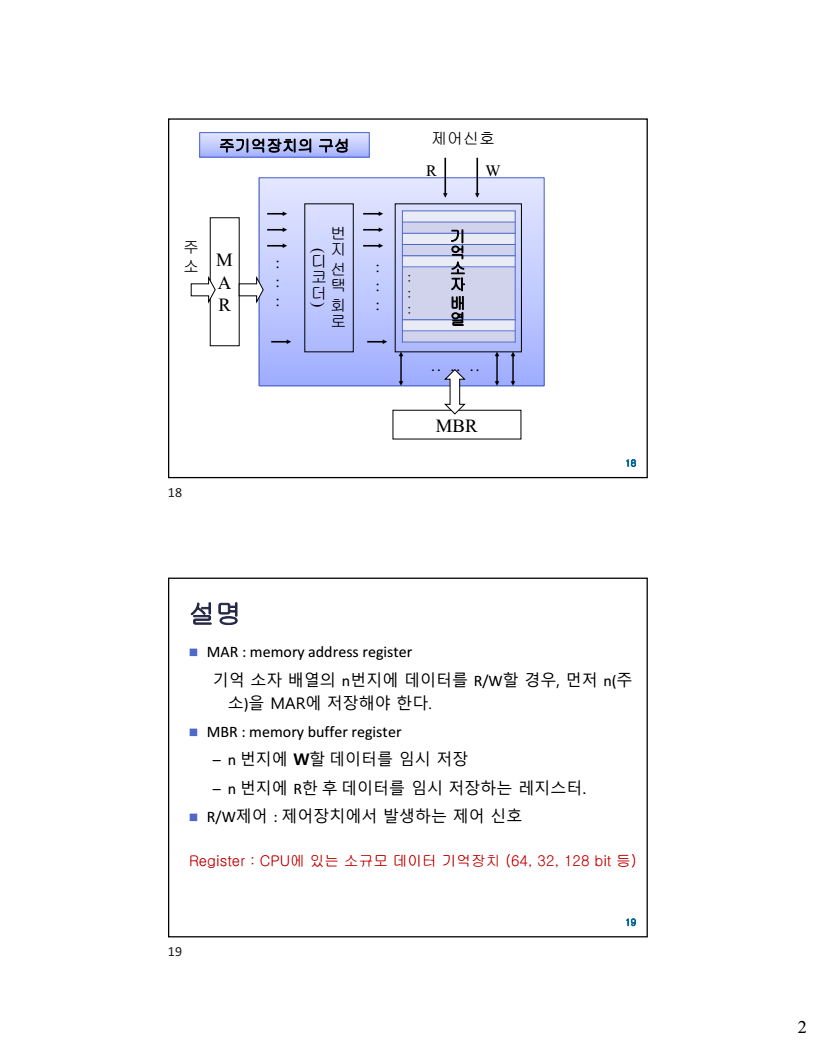 주기억장치의 구성
제어신호
R
W
주소
MAR
번지 선택 회로
(디코더)
기억소자 배열
MBR
18
18
설명
MAR : memory address register
기억 소자 배열의 n번지에 데이터를 R/W할 경우, 먼저 n(주
소)을 MAR에 저장해야 한다.
MBR : memory buffer register
– n 번지에 W할 데이터를 임시 저장
– n 번지에 R한 후 데이터를 임시 저장하는 레지스터.
R/W제어 : 제어장치에서 발생하는 제어 신호
Register : CPU에 있는 소규모 데이터 기억장치 (64, 32, 128 bit 등)
19
19
2